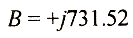 B = +j731.52